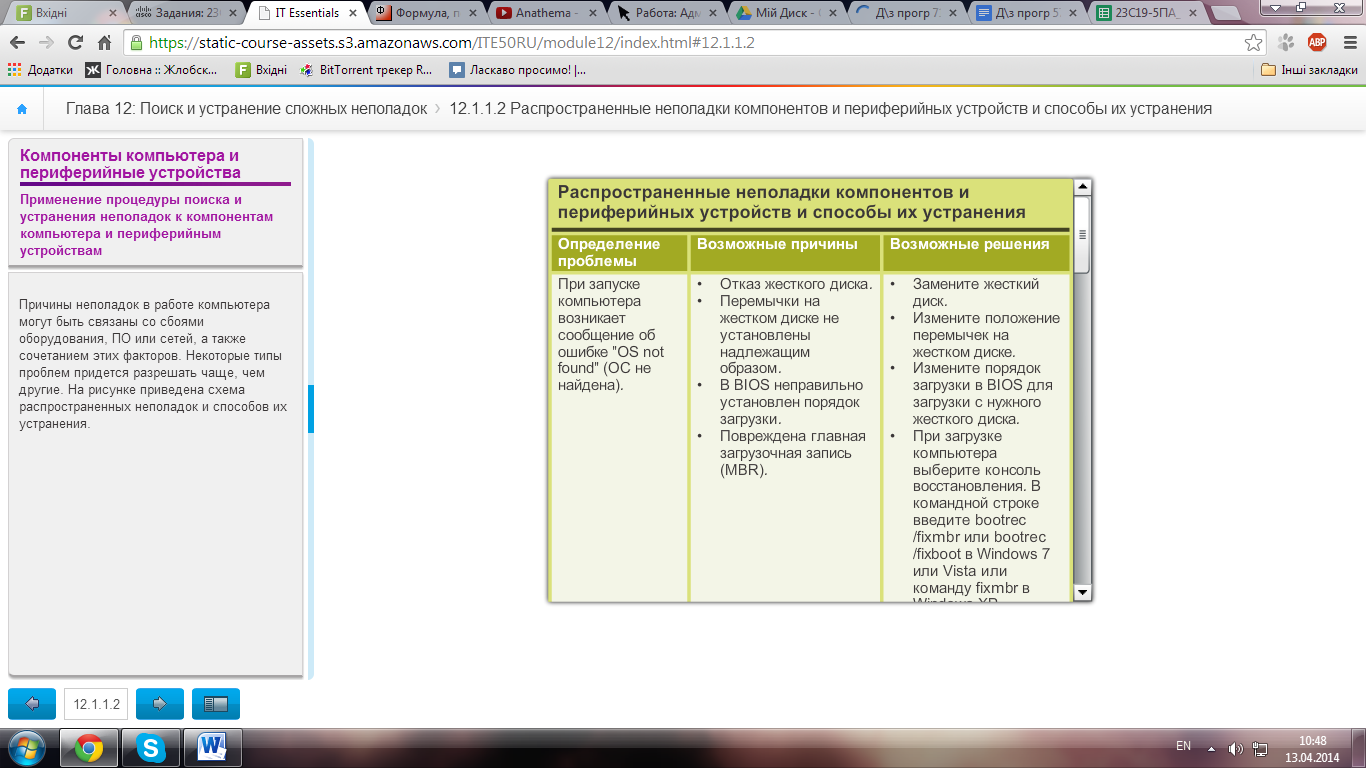 Вхідні
Задания: 23
IT Essentials
Формула, п
Anathema -
Работа: Адм
Мій Диск - 
Д\з прогр 7
Д\з прогр 5
23С19-5ПА_
https://static-course-assets.s3.amazonaws.com/ITE50RU/module12/index.html#12.1.1.2
Додатки
Головна :: Жлобск...
Вхідні
BitTorrent трекер R...
Ласкаво просимо! |...
Інші закладки
Глава 12: Поиск и устранение сложных неполадок
12.1.1.2 Распространенные неполадки компонентов и периферийных устройств и способы их устранения
Компоненты компьютера и
периферийные устройства
Применение процедуры поиска и
устранения неполадок к компонентам
компьютера и периферийным
устройствам
Причины неполадок в работе компьютера
могут быть связаны со сбоями
оборудования, ПО или сетей, а также
сочетанием этих факторов. Некоторые типы
проблем придется разрешать чаще, чем
другие. На рисунке приведена схема
распространенных неполадок и способов их
устранения.
Распространенные неполадки компонентов и
периферийных устройств и способы их устранения
Определение
проблемы
Возможные причины
Возможные решения
При запуске
компьютера
возникает
сообщение об
ошибке "OS not
found" (ОС не
найдена).
• Отказ жесткого диска.
• Перемычки на
жестком диске не
установлены
надлежащим
образом.
• В BIOS неправильно
установлен порядок
загрузки.
• Повреждена главная
загрузочная запись
(MBR).
• Замените жесткий
диск.
• Измените положение
перемычек на
жестком диске.
• Измените порядок
загрузки в BIOS для
загрузки с нужного
жесткого диска.
• При загрузке
компьютера
выберите консоль
восстановления. В
командной строке
введите bootrec
/fixmbr или bootrec
/fixboot в Windows 7
или Vista или
команду fixmbr в
Windows XP
12.1.1.2
EN
10:48
13.04.2014